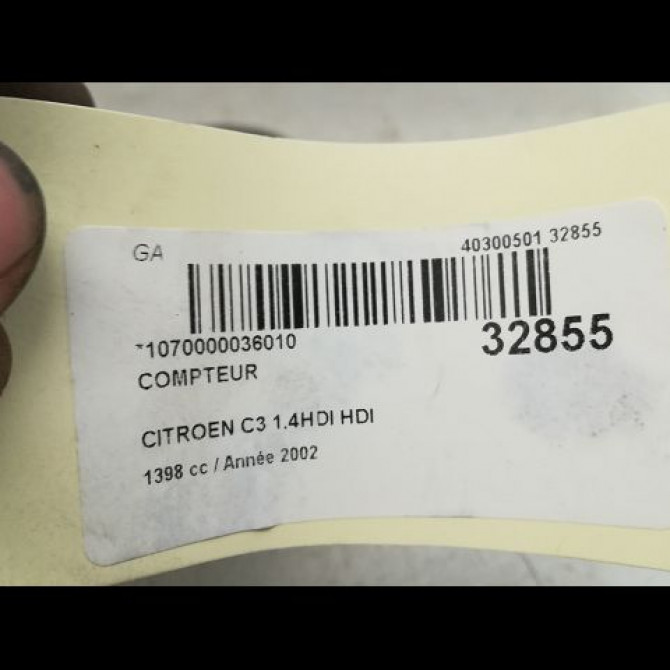 GA
40300501 32855
*1070000036010
32855
COMPTEUR
CITROEN C3 1.4HDI HDI
1398 cc / Année 2002